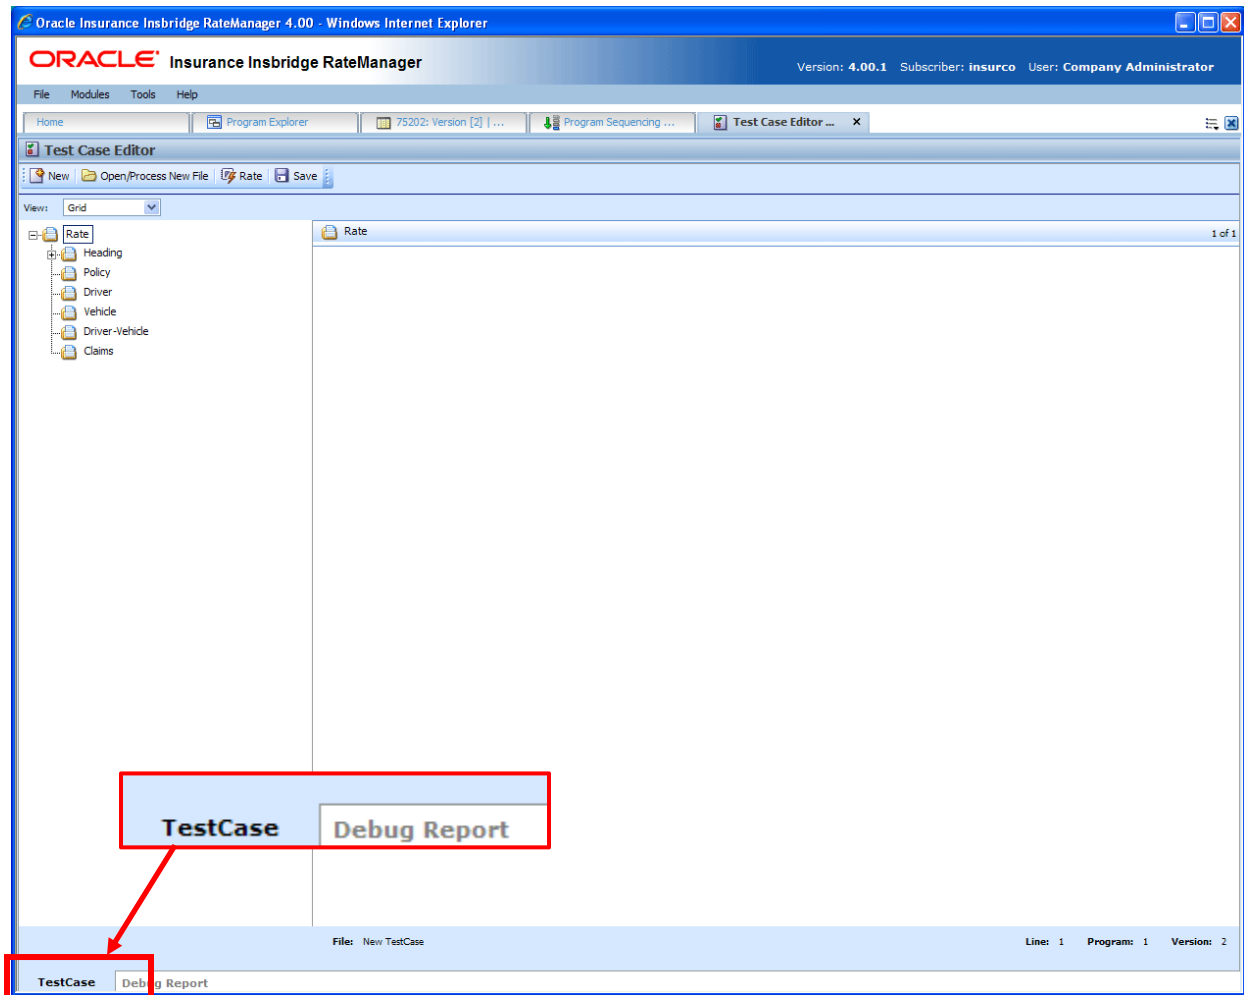 Oracle Insurance Insbridge RateManager 4.00 - Windows Internet Explorer
ORACLE Insurance Insbridge RateManager
Version: 4.00.1 Subscriber: insurco User: Company Administrator
File Modules Tools Help
Home Program Explorer 75202: Version [2] | ... Program Sequencing ... Test Case Editor ... x
Test Case Editor
New Open/Process New File Rate Save
View: Grid
Rate
Heading
Policy
Driver
Vehicle
Driver-Vehicle
Claims
Rate 1 of 1
TestCase Debug Report
File: New TestCase Line: 1 Program: 1 Version: 2
TestCase Debug Report